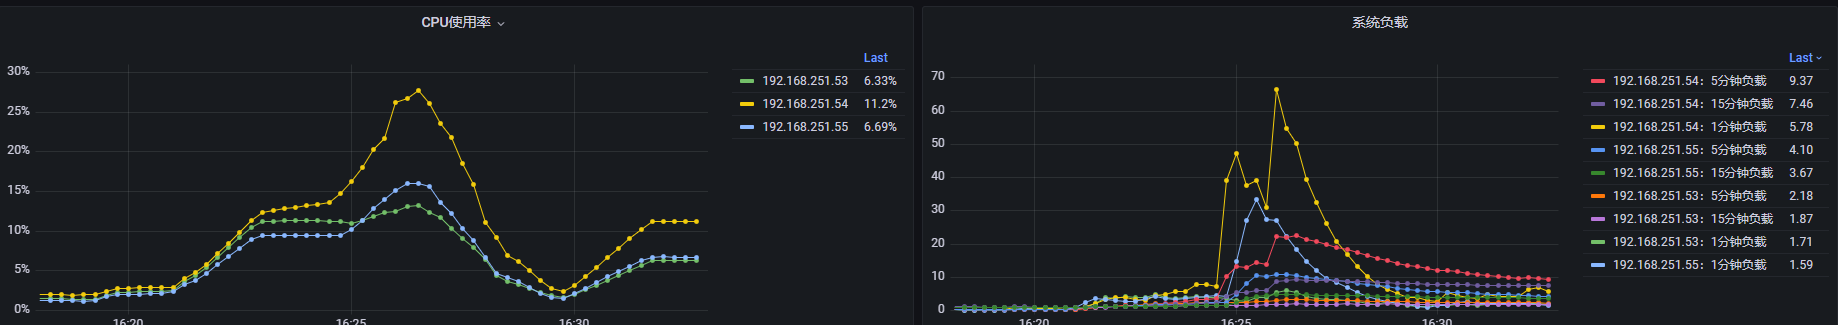 CPU使用率
30%
25%
20%
15%
10%
5%
0%
16:20
16:25
16:30
Last
192.168.251.53 6.33%
192.168.251.54 11.2%
192.168.251.55 6.69%
系统负载
70
60
50
40
30
20
10
0
16:20
16:25
16:30
Last
192.168.251.54：5分钟负载 9.37
192.168.251.54：15分钟负载 7.46
192.168.251.54：1分钟负载 5.78
192.168.251.55：5分钟负载 4.10
192.168.251.55：15分钟负载 3.67
192.168.251.53：5分钟负载 2.18
192.168.251.53：15分钟负载 1.87
192.168.251.53：1分钟负载 1.71
192.168.251.55：1分钟负载 1.59